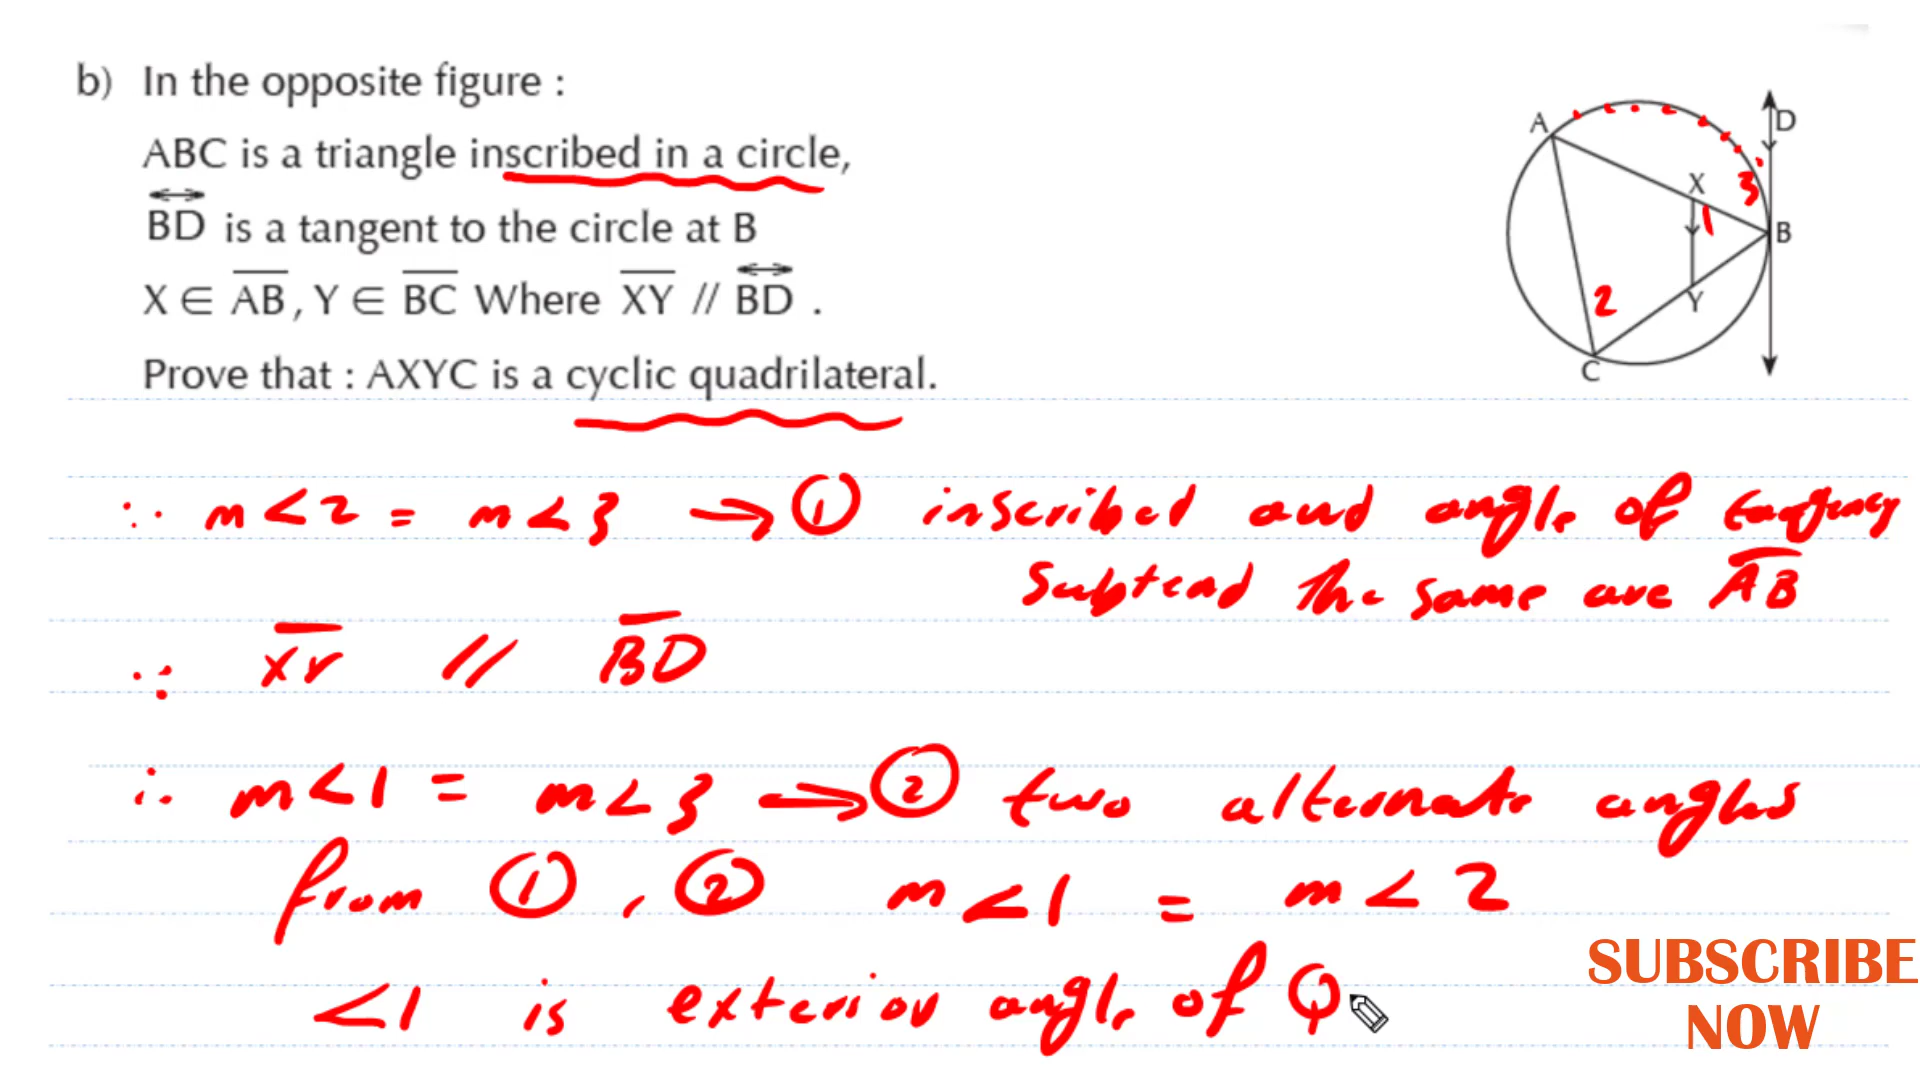 b) In the opposite figure :
ABC is a triangle inscribed in a circle,
BD is a tangent to the circle at B
X ∈ AB, Y ∈ BC Where XY // BD .
Prove that : AXYC is a cyclic quadrilateral.
A
D
X
3
1
B
2
Y
C
∵ m<2 = m<3 → ① inscribed and angle of tangency
subtend the same arc AB
∵ XY // BD
∴ m<1 = m<3 → ② two alternate angles
from ① , ② m<1 = m<2
<1 is exterior angle of Q
SUBSCRIBE
NOW